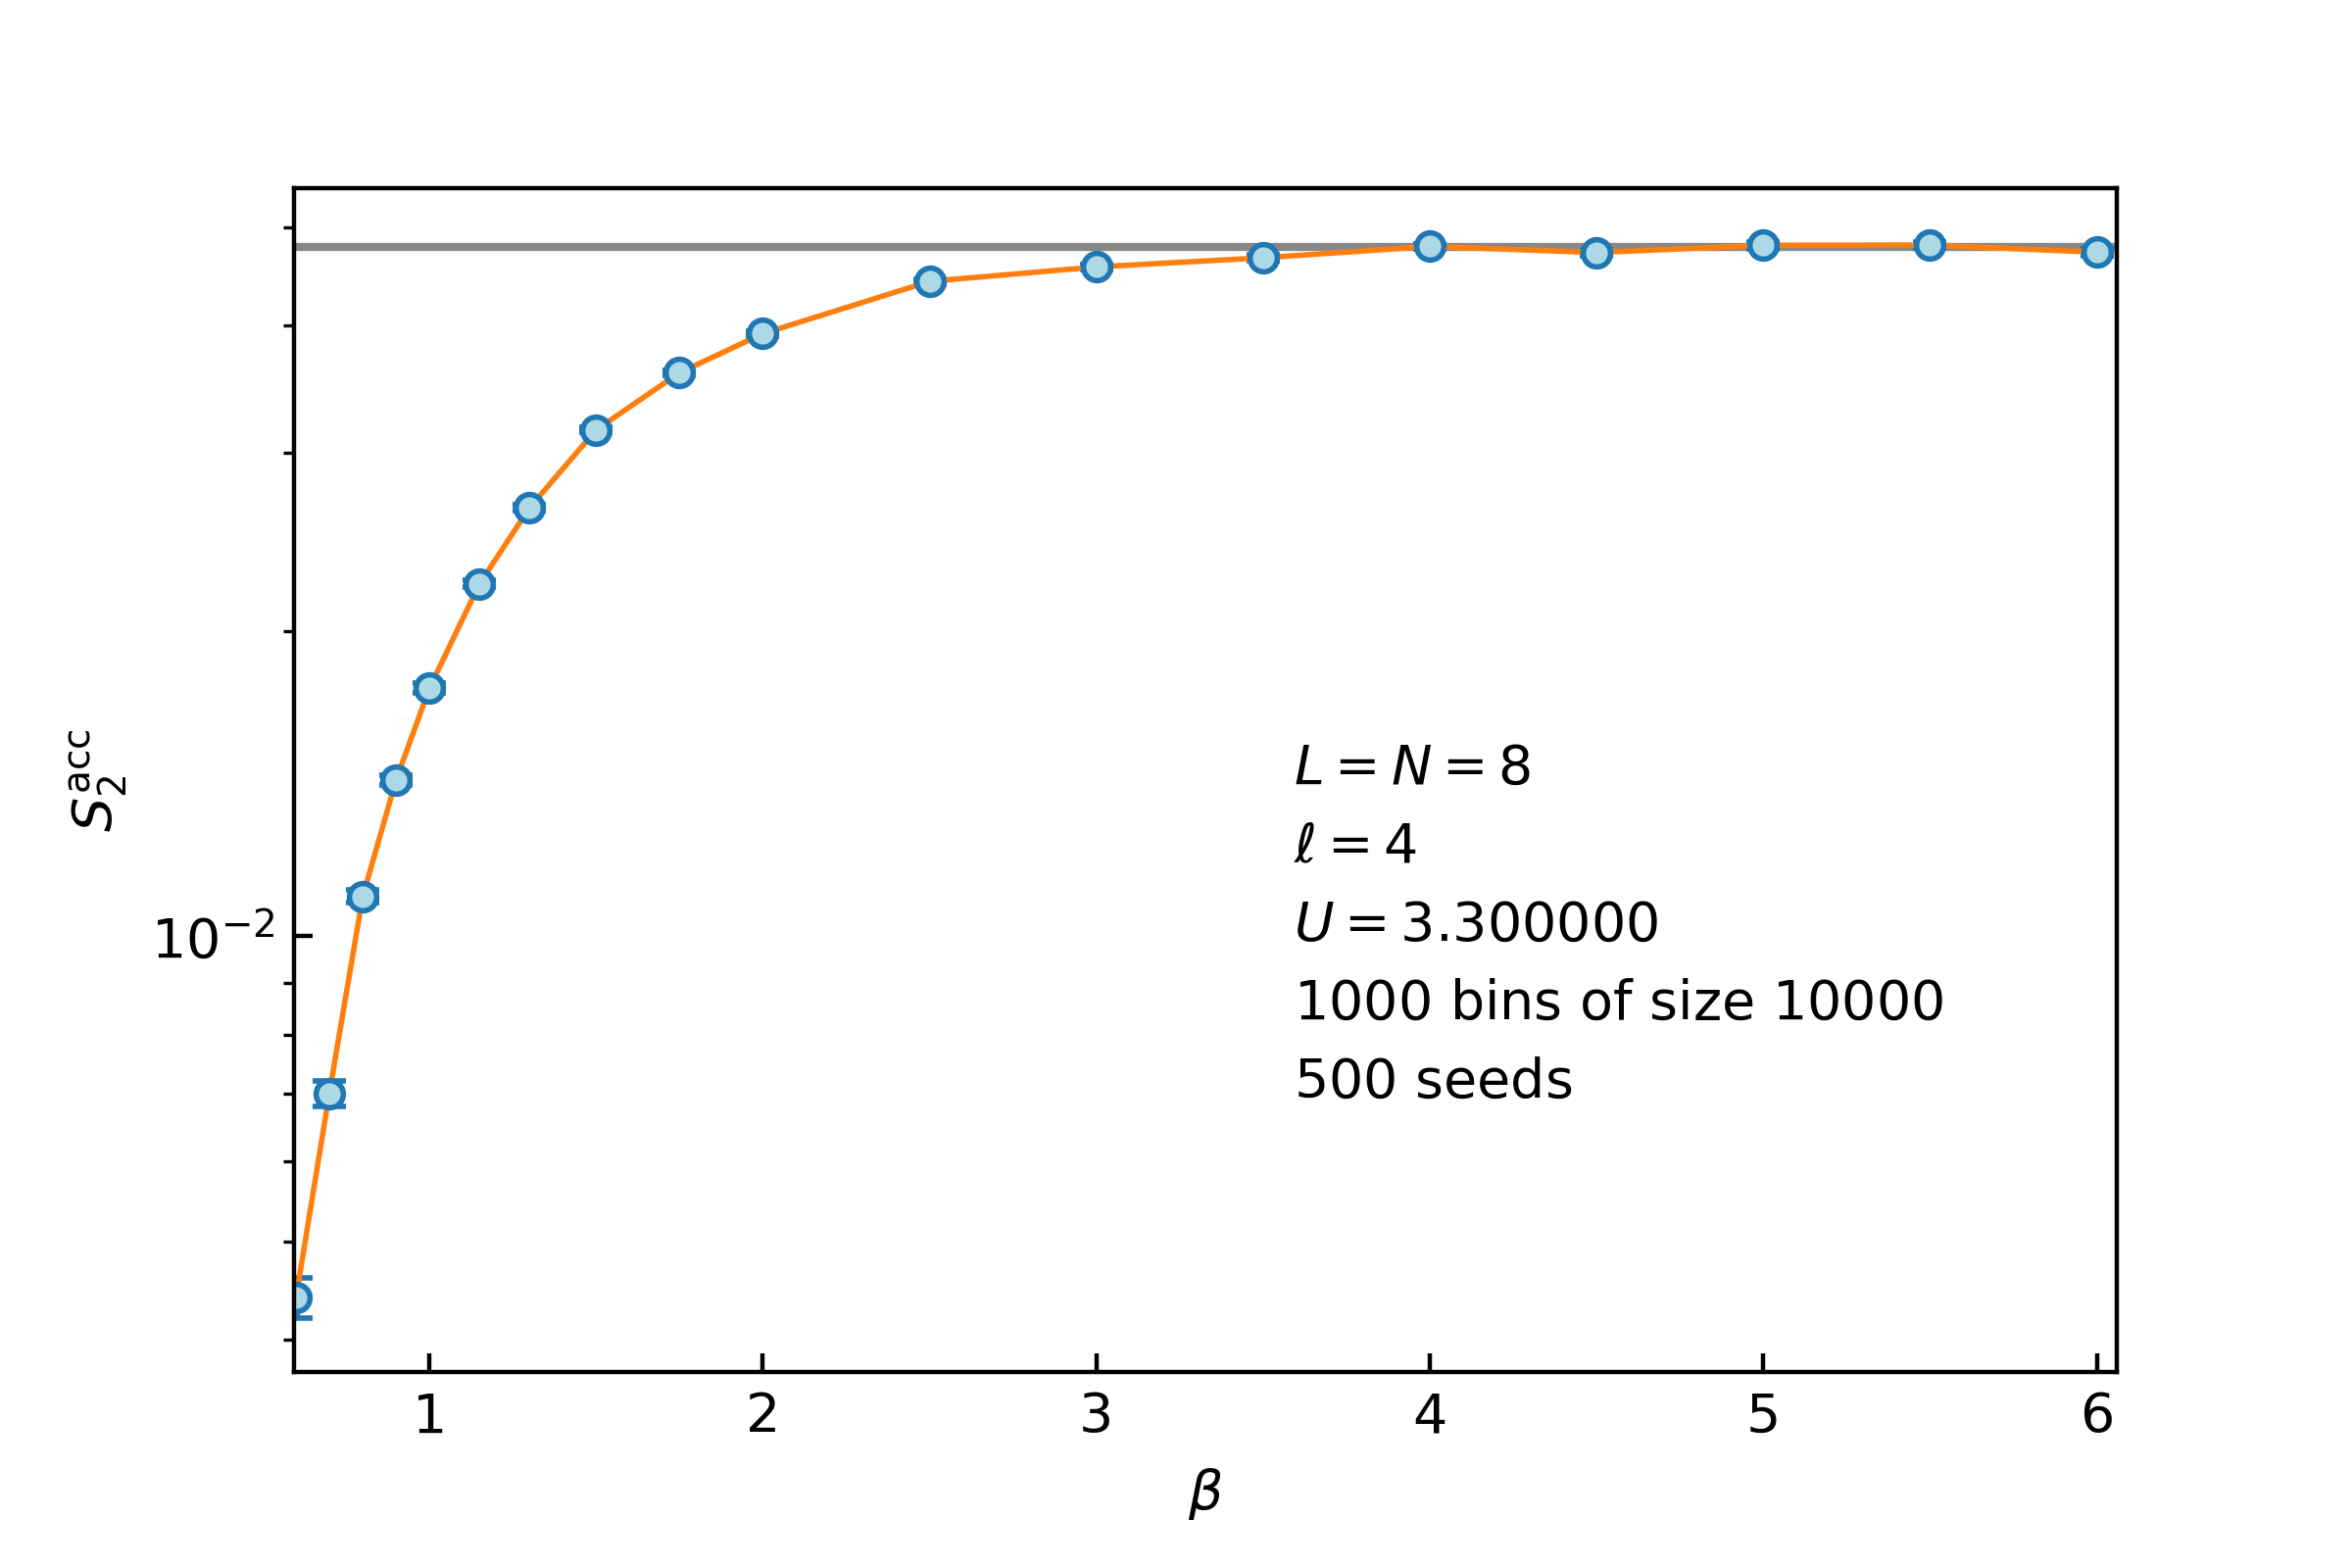 S₂ᵃᶜᶜ
10⁻²
L = N = 8
ℓ = 4
U = 3.300000
1000 bins of size 10000
500 seeds
1 2 3 4 5 6
β